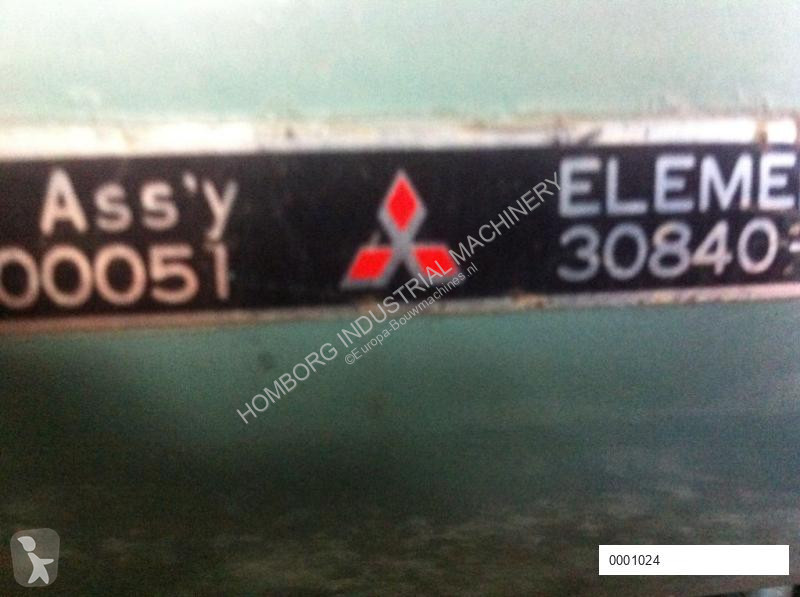 Ass'y
00051
ELEME
30840-
HOMBORG INDUSTRIAL MACHINERY
©Europa-Bouwmachines.nl
0001024